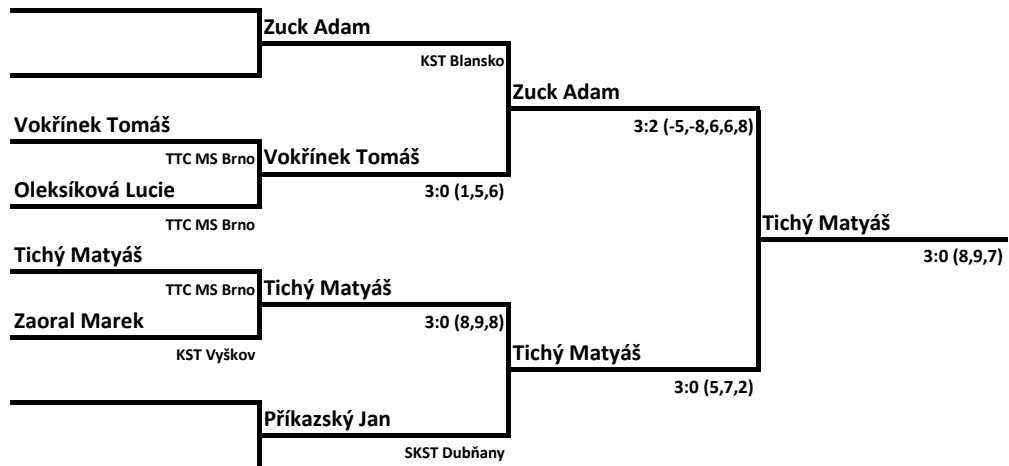 Zuck Adam
KST Blansko
Zuck Adam
Vokřínek Tomáš
3:2 (-5,-8,6,6,8)
TTC MS Brno
Vokřínek Tomáš
Oleksíková Lucie
3:0 (1,5,6)
TTC MS Brno
Tichý Matyáš
Tichý Matyáš
3:0 (8,9,7)
TTC MS Brno
Tichý Matyáš
Zaoral Marek
3:0 (8,9,8)
KST Vyškov
Tichý Matyáš
3:0 (5,7,2)
Příkazský Jan
SKST Dubňany